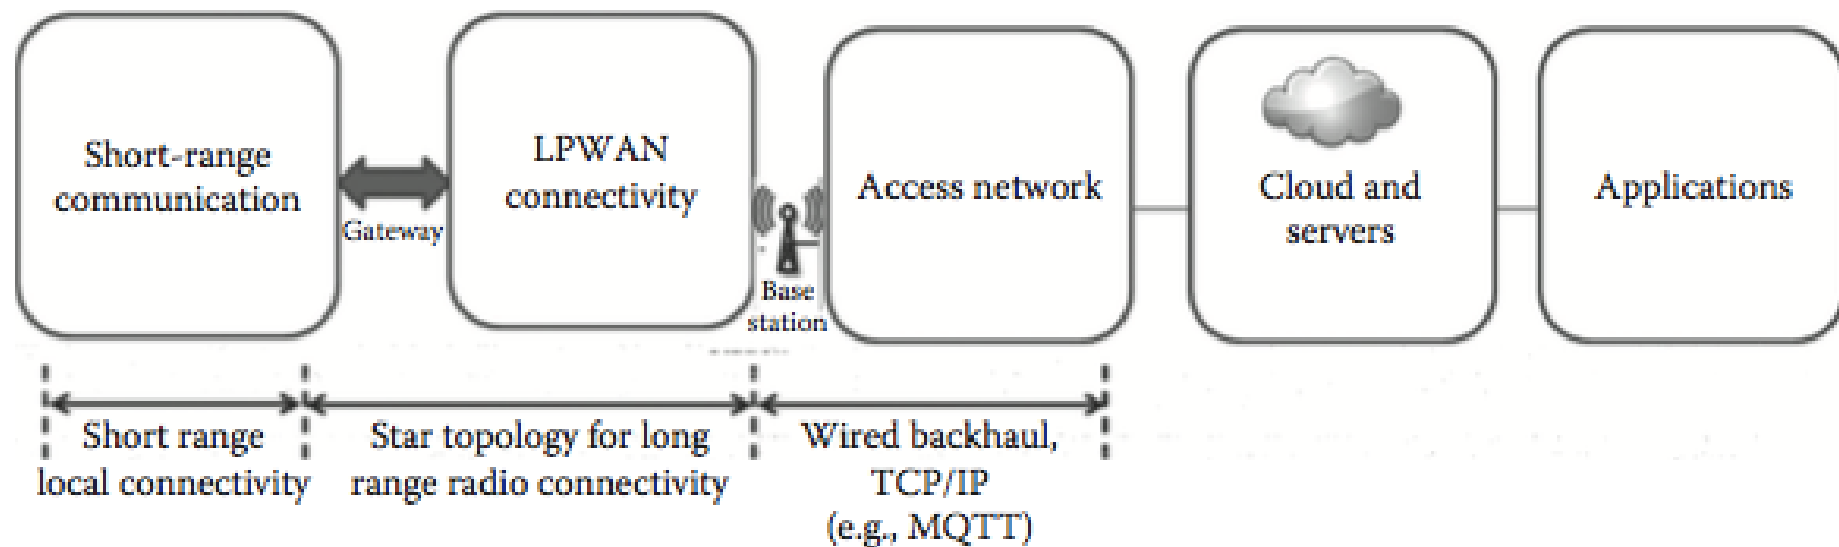 Short-range
communication
Gateway
LPWAN
connectivity
Base
station
Access network
Cloud and
servers
Applications
Short range
local connectivity
Star topology for long
range radio connectivity
Wired backhaul,
TCP/IP
(e.g., MQTT)